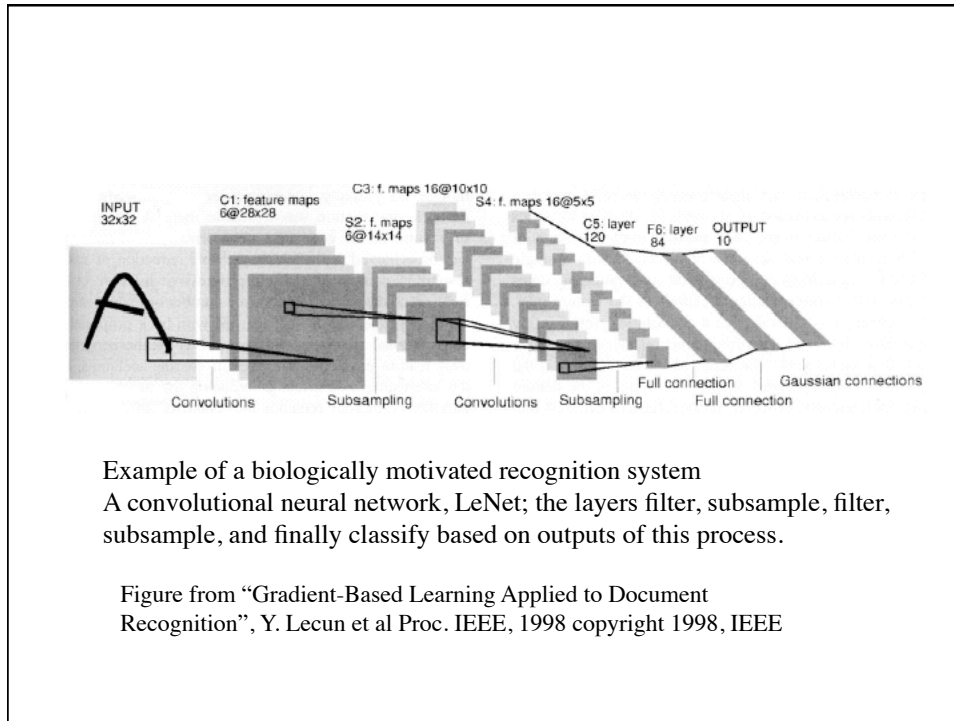 INPUT
32x32
C1: feature maps
6@28x28
S2: f. maps
6@14x14
C3: f. maps 16@10x10
S4: f. maps 16@5x5
C5: layer
120
F6: layer
84
OUTPUT
10
Convolutions
Subsampling
Convolutions
Subsampling
Full connection
Full connection
Gaussian connections
Example of a biologically motivated recognition system
A convolutional neural network, LeNet; the layers filter, subsample, filter,
subsample, and finally classify based on outputs of this process.
Figure from “Gradient-Based Learning Applied to Document
Recognition”, Y. Lecun et al Proc. IEEE, 1998 copyright 1998, IEEE